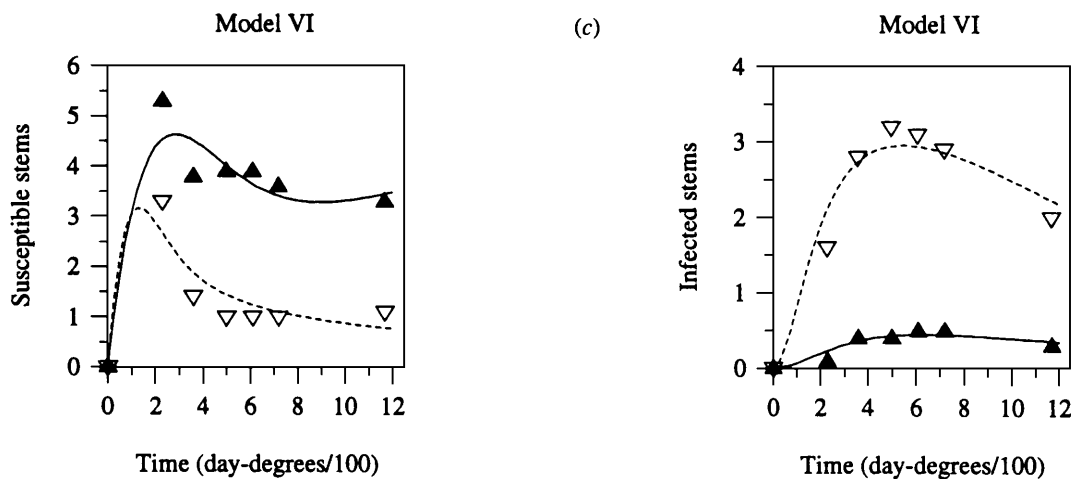 Model VI
(c)
Model VI
Susceptible stems
6
5
4
3
2
1
0
0 2 4 6 8 10 12
Time (day-degrees/100)
Infected stems
4
3
2
1
0
0 2 4 6 8 10 12
Time (day-degrees/100)